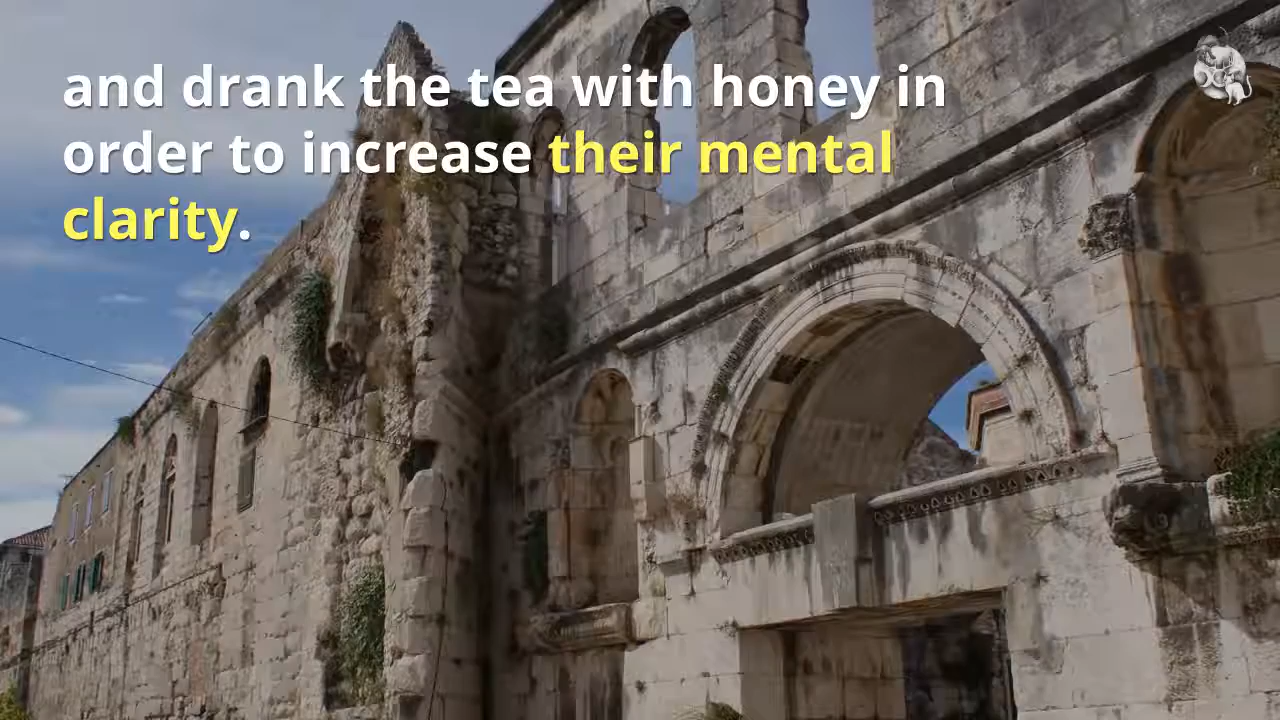 and drank the tea with honey in
order to increase their mental
clarity.